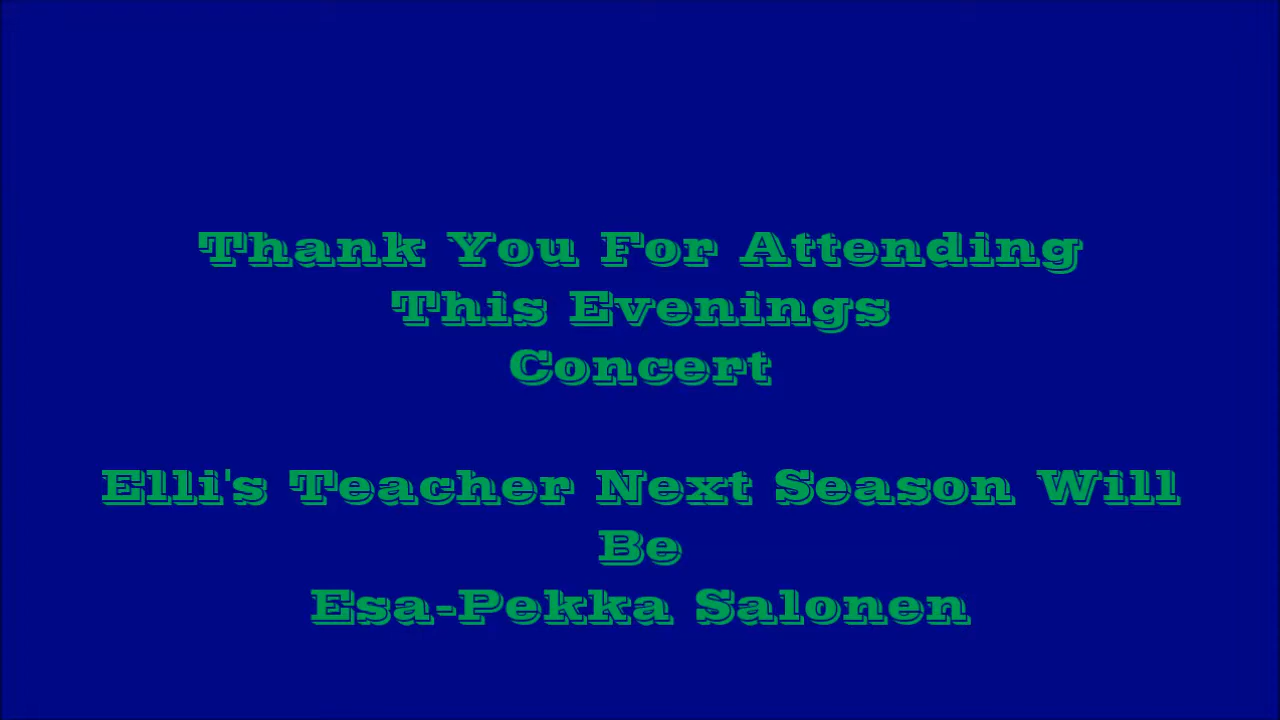 Thank You For Attending
This Evenings
Concert
Elli's Teacher Next Season Will
Be
Esa-Pekka Salonen